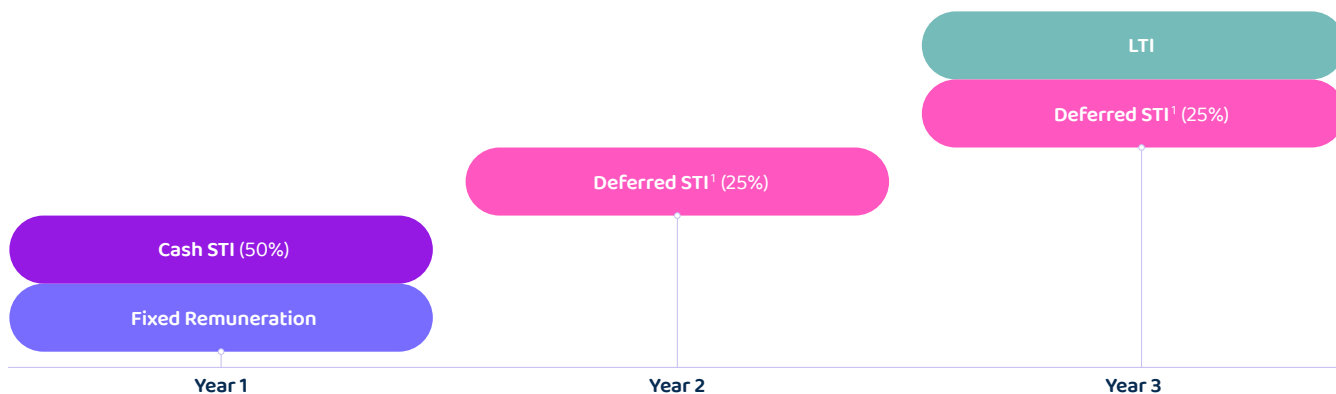 LTI
Deferred STI¹ (25%)
Deferred STI¹ (25%)
Cash STI (50%)
Fixed Remuneration
Year 1
Year 2
Year 3